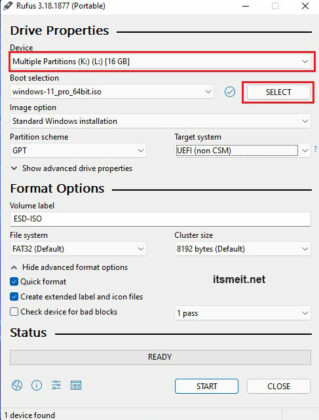 Rufus 3.18.1877 (Portable)
Drive Properties
Device
Multiple Partitions (K:) (L:) [16 GB]
Boot selection
windows-11_pro_64bit.iso
SELECT
Image option
Standard Windows installation
Partition scheme
Target system
GPT
UEFI (non CSM)
?
Show advanced drive properties
Format Options
Volume label
ESD-ISO
File system
Cluster size
FAT32 (Default)
8192 bytes (Default)
Hide advanced format options
itsmeit.net
Quick format
Create extended label and icon files
Check device for bad blocks
1 pass
Status
READY
START
CLOSE
1 device found